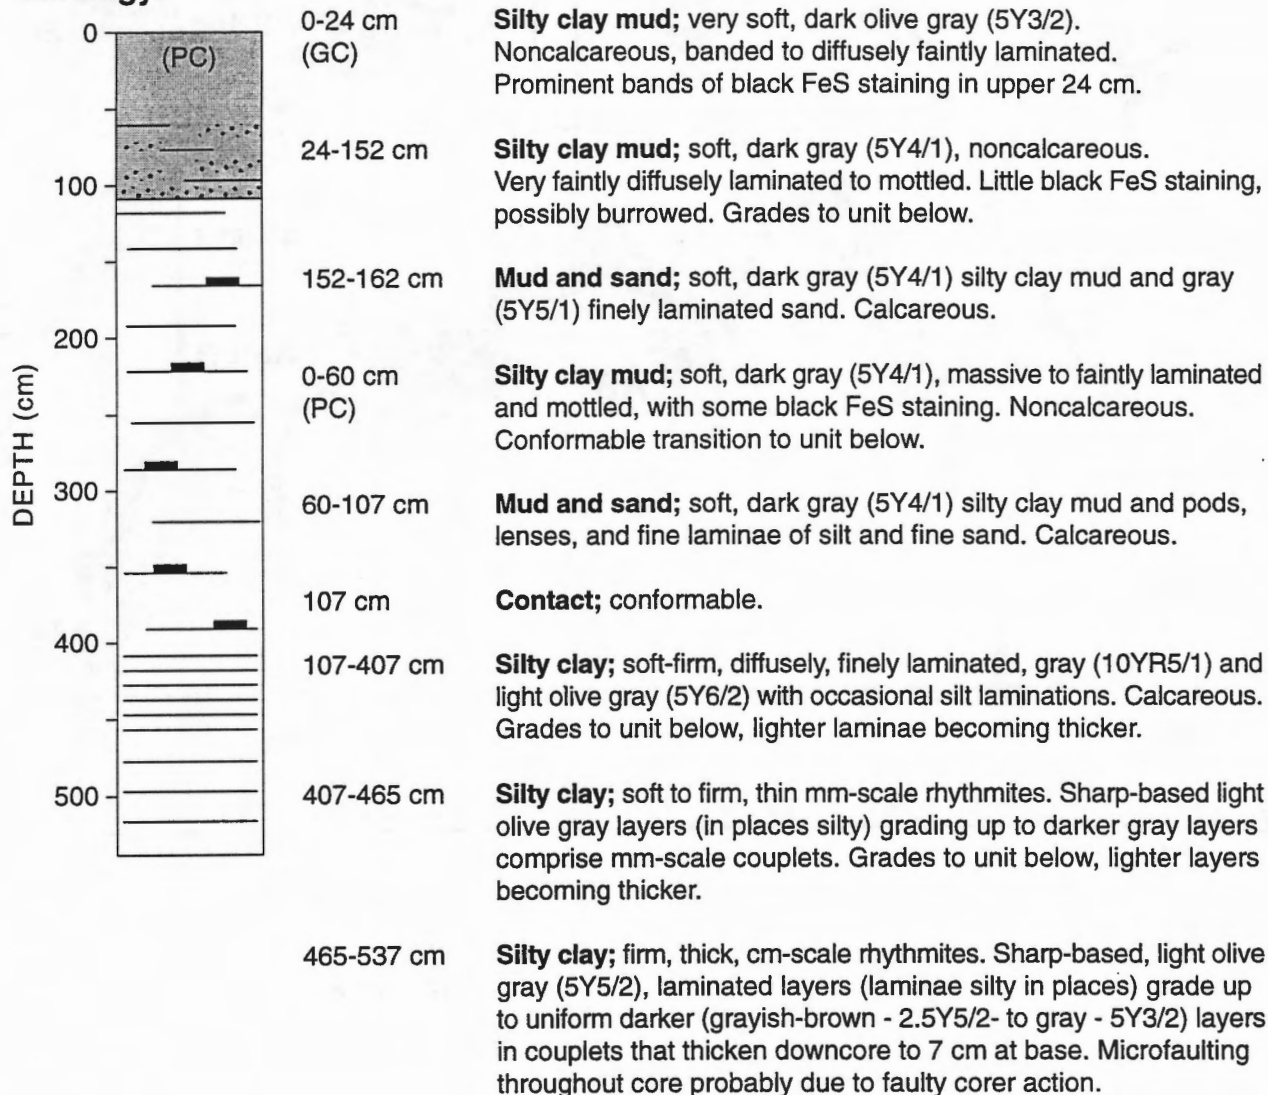 0
(PC)
100
200
300
400
500
DEPTH (cm)
0-24 cm
(GC)
Silty clay mud; very soft, dark olive gray (5Y3/2).
Noncalcareous, banded to diffusely faintly laminated.
Prominent bands of black FeS staining in upper 24 cm.
24-152 cm
Silty clay mud; soft, dark gray (5Y4/1), noncalcareous.
Very faintly diffusely laminated to mottled. Little black FeS staining,
possibly burrowed. Grades to unit below.
152-162 cm
Mud and sand; soft, dark gray (5Y4/1) silty clay mud and gray
(5Y5/1) finely laminated sand. Calcareous.
0-60 cm
(PC)
Silty clay mud; soft, dark gray (5Y4/1), massive to faintly laminated
and mottled, with some black FeS staining. Noncalcareous.
Conformable transition to unit below.
60-107 cm
Mud and sand; soft, dark gray (5Y4/1) silty clay mud and pods,
lenses, and fine laminae of silt and fine sand. Calcareous.
107 cm
Contact; conformable.
107-407 cm
Silty clay; soft-firm, diffusely, finely laminated, gray (10YR5/1) and
light olive gray (5Y6/2) with occasional silt laminations. Calcareous.
Grades to unit below, lighter laminae becoming thicker.
407-465 cm
Silty clay; soft to firm, thin mm-scale rhythmites. Sharp-based light
olive gray layers (in places silty) grading up to darker gray layers
comprise mm-scale couplets. Grades to unit below, lighter layers
becoming thicker.
465-537 cm
Silty clay; firm, thick, cm-scale rhythmites. Sharp-based, light olive
gray (5Y5/2), laminated layers (laminae silty in places) grade up
to uniform darker (grayish-brown - 2.5Y5/2- to gray - 5Y3/2) layers
in couplets that thicken downcore to 7 cm at base. Microfaulting
throughout core probably due to faulty corer action.